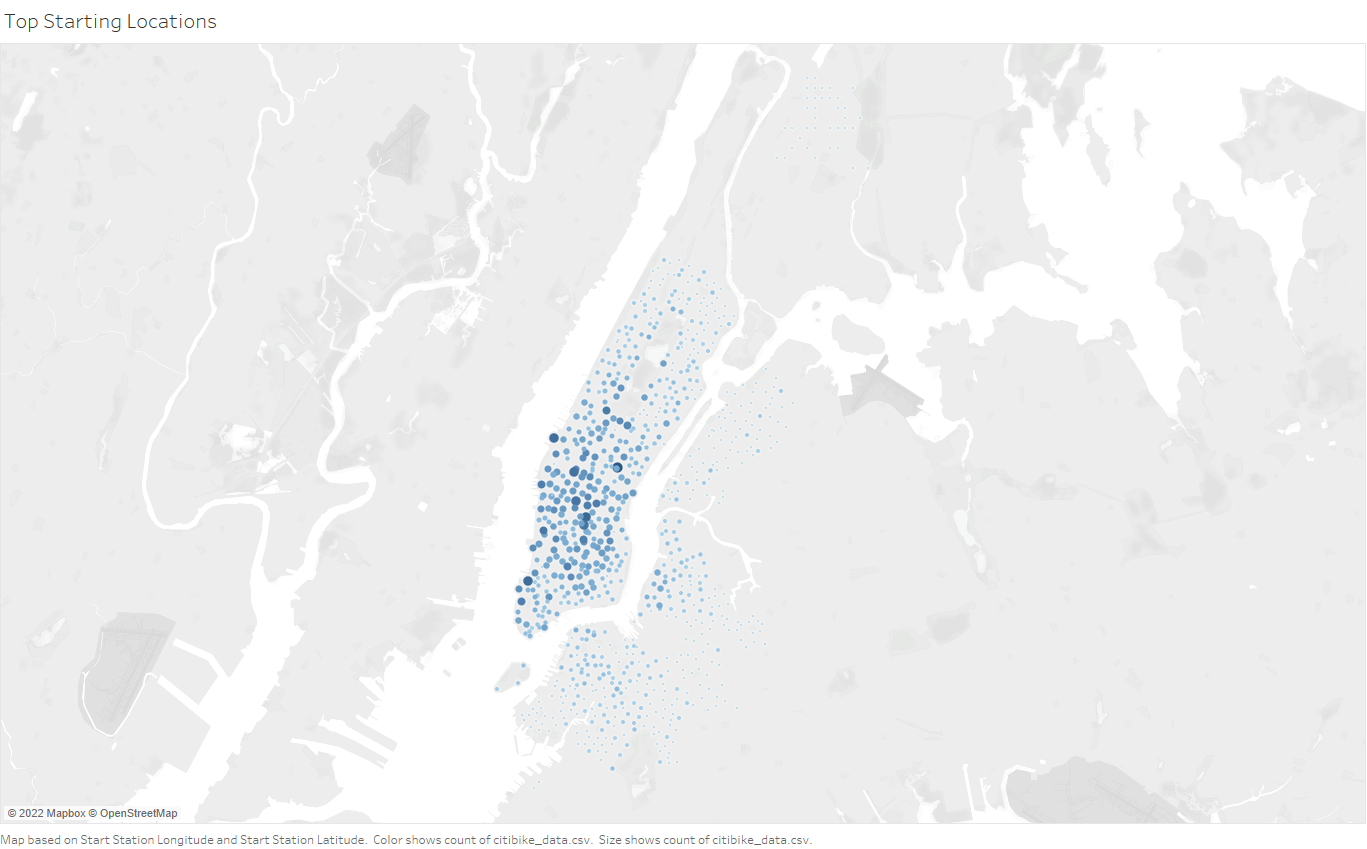 Top Starting Locations
© 2022 Mapbox © OpenStreetMap
Map based on Start Station Longitude and Start Station Latitude.  Color shows count of citibike_data.csv.  Size shows count of citibike_data.csv.